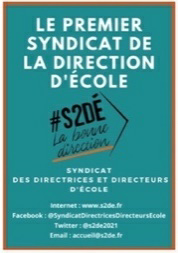 LE PREMIER
SYNDICAT DE
LA DIRECTION
D'ÉCOLE
#S2DÉ
La bonne
direction
SYNDICAT
DES DIRECTRICES ET DIRECTEURS
D'ÉCOLE
Internet : www.s2de.fr
Facebook : @SyndicatDirectricesDirecteursEcole
Twitter : @s2de2021
Email : accueil@s2de.fr